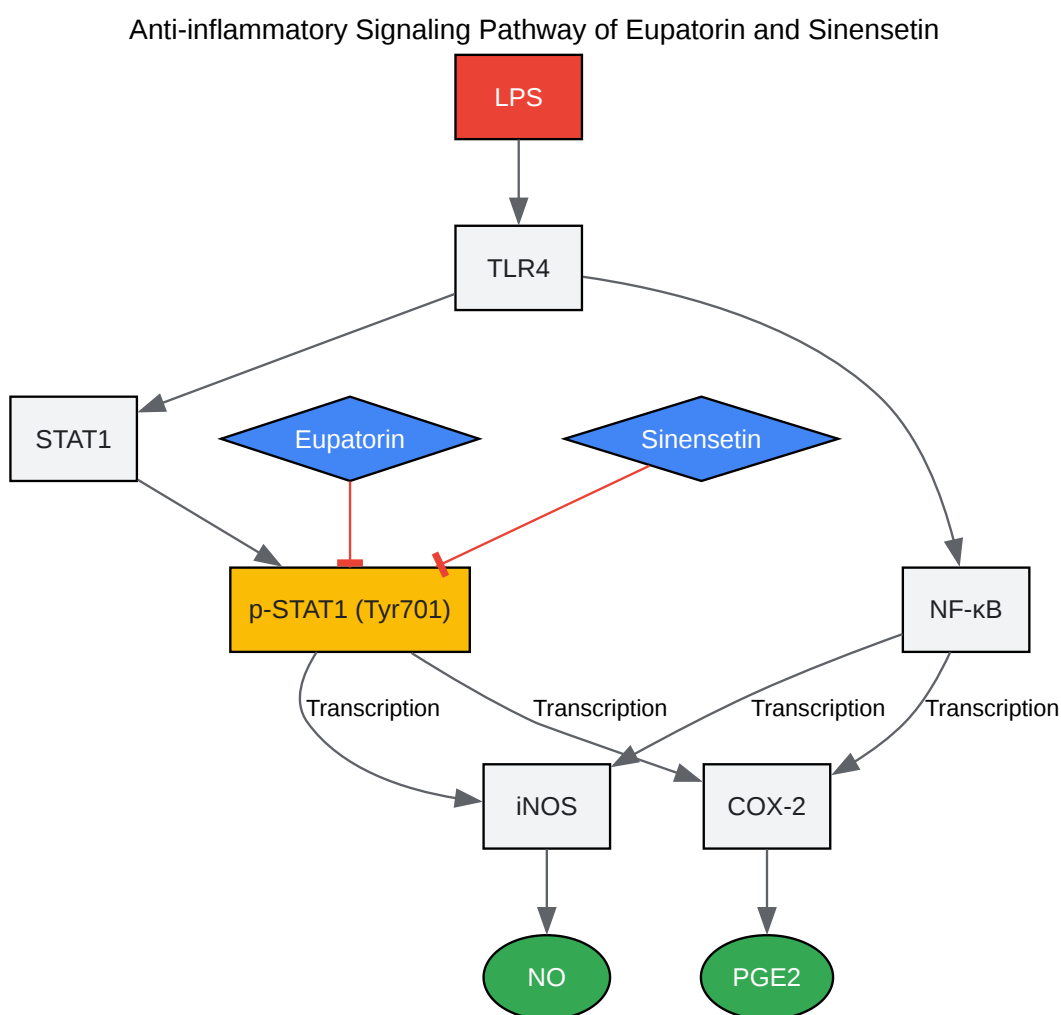 Anti-inflammatory Signaling Pathway of Eupatorin and Sinensetin
LPS
TLR4
STAT1
Eupatorin
Sinensetin
p-STAT1 (Tyr701)
NF-κB
Transcription
Transcription
Transcription
Transcription
iNOS
COX-2
NO
PGE2